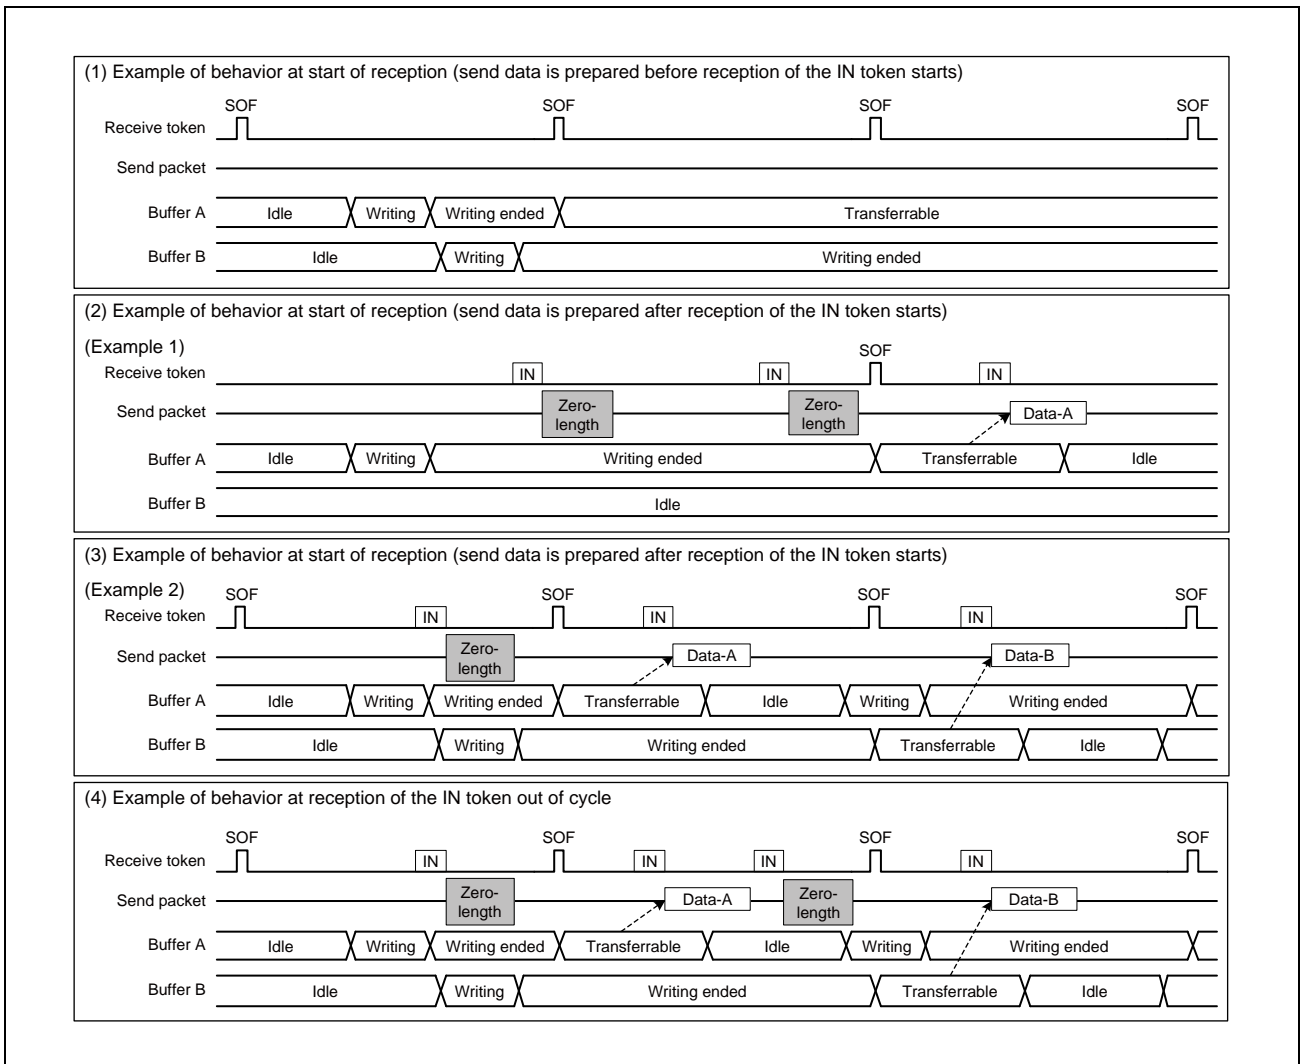 (1) Example of behavior at start of reception (send data is prepared before reception of the IN token starts)
SOF SOF SOF SOF
Receive token
Send packet
Buffer A Idle Writing Writing ended Transferrable
Buffer B Idle Writing Writing ended
(2) Example of behavior at start of reception (send data is prepared after reception of the IN token starts)
(Example 1) SOF
Receive token IN IN IN
Send packet Zero- Zero- Data-A
length length
Buffer A Idle Writing Writing ended Transferrable Idle
Buffer B Idle
(3) Example of behavior at start of reception (send data is prepared after reception of the IN token starts)
(Example 2) SOF SOF SOF SOF
Receive token IN IN IN
Send packet Zero- Data-A Data-B
length
Buffer A Idle Writing Writing ended Transferrable Idle Writing Writing ended
Buffer B Idle Writing Writing ended Transferrable Idle
(4) Example of behavior at reception of the IN token out of cycle
SOF SOF SOF SOF
Receive token IN IN IN IN
Send packet Zero- Data-A Zero- Data-B
length length
Buffer A Idle Writing Writing ended Transferrable Idle Writing Writing ended
Buffer B Idle Writing Writing ended Transferrable Idle